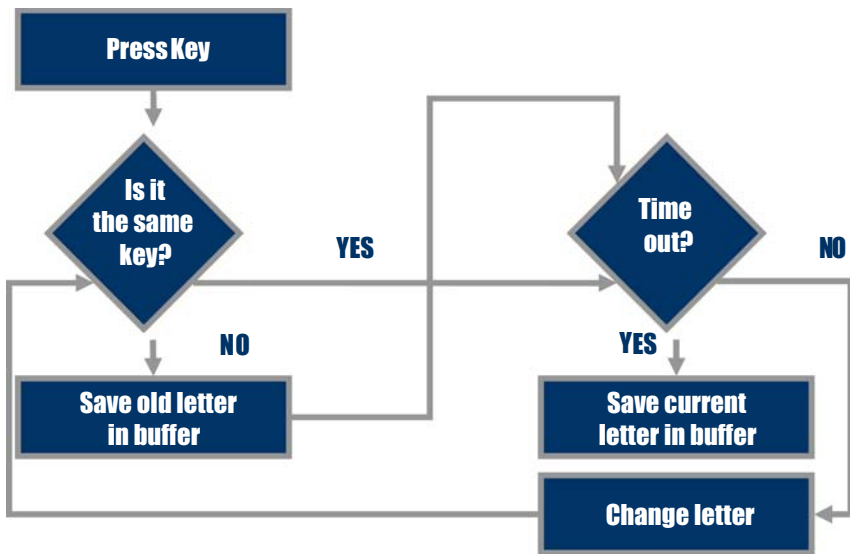 Press Key
Is it
the same
key?
YES
NO
Save old letter
in buffer
Time
out?
NO
YES
Save current
letter in buffer
Change letter